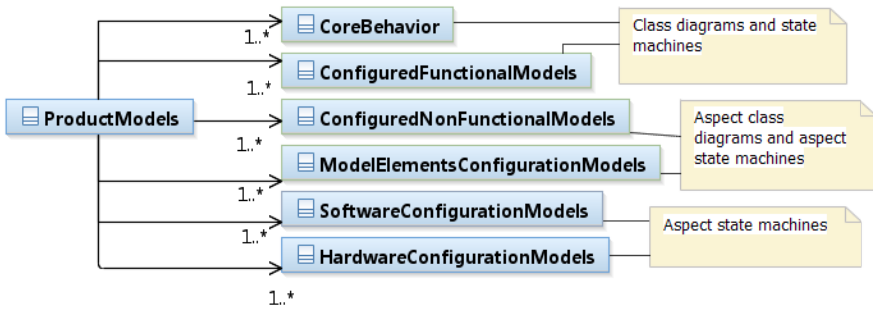 CoreBehavior
1..*
Class diagrams and state
machines
ConfiguredFunctionalModels
1..*
ProductModels
ConfiguredNonFunctionalModels
1..*
Aspect class
diagrams and aspect
state machines
ModelElementsConfigurationModels
1..*
SoftwareConfigurationModels
1..*
Aspect state machines
HardwareConfigurationModels
1..*